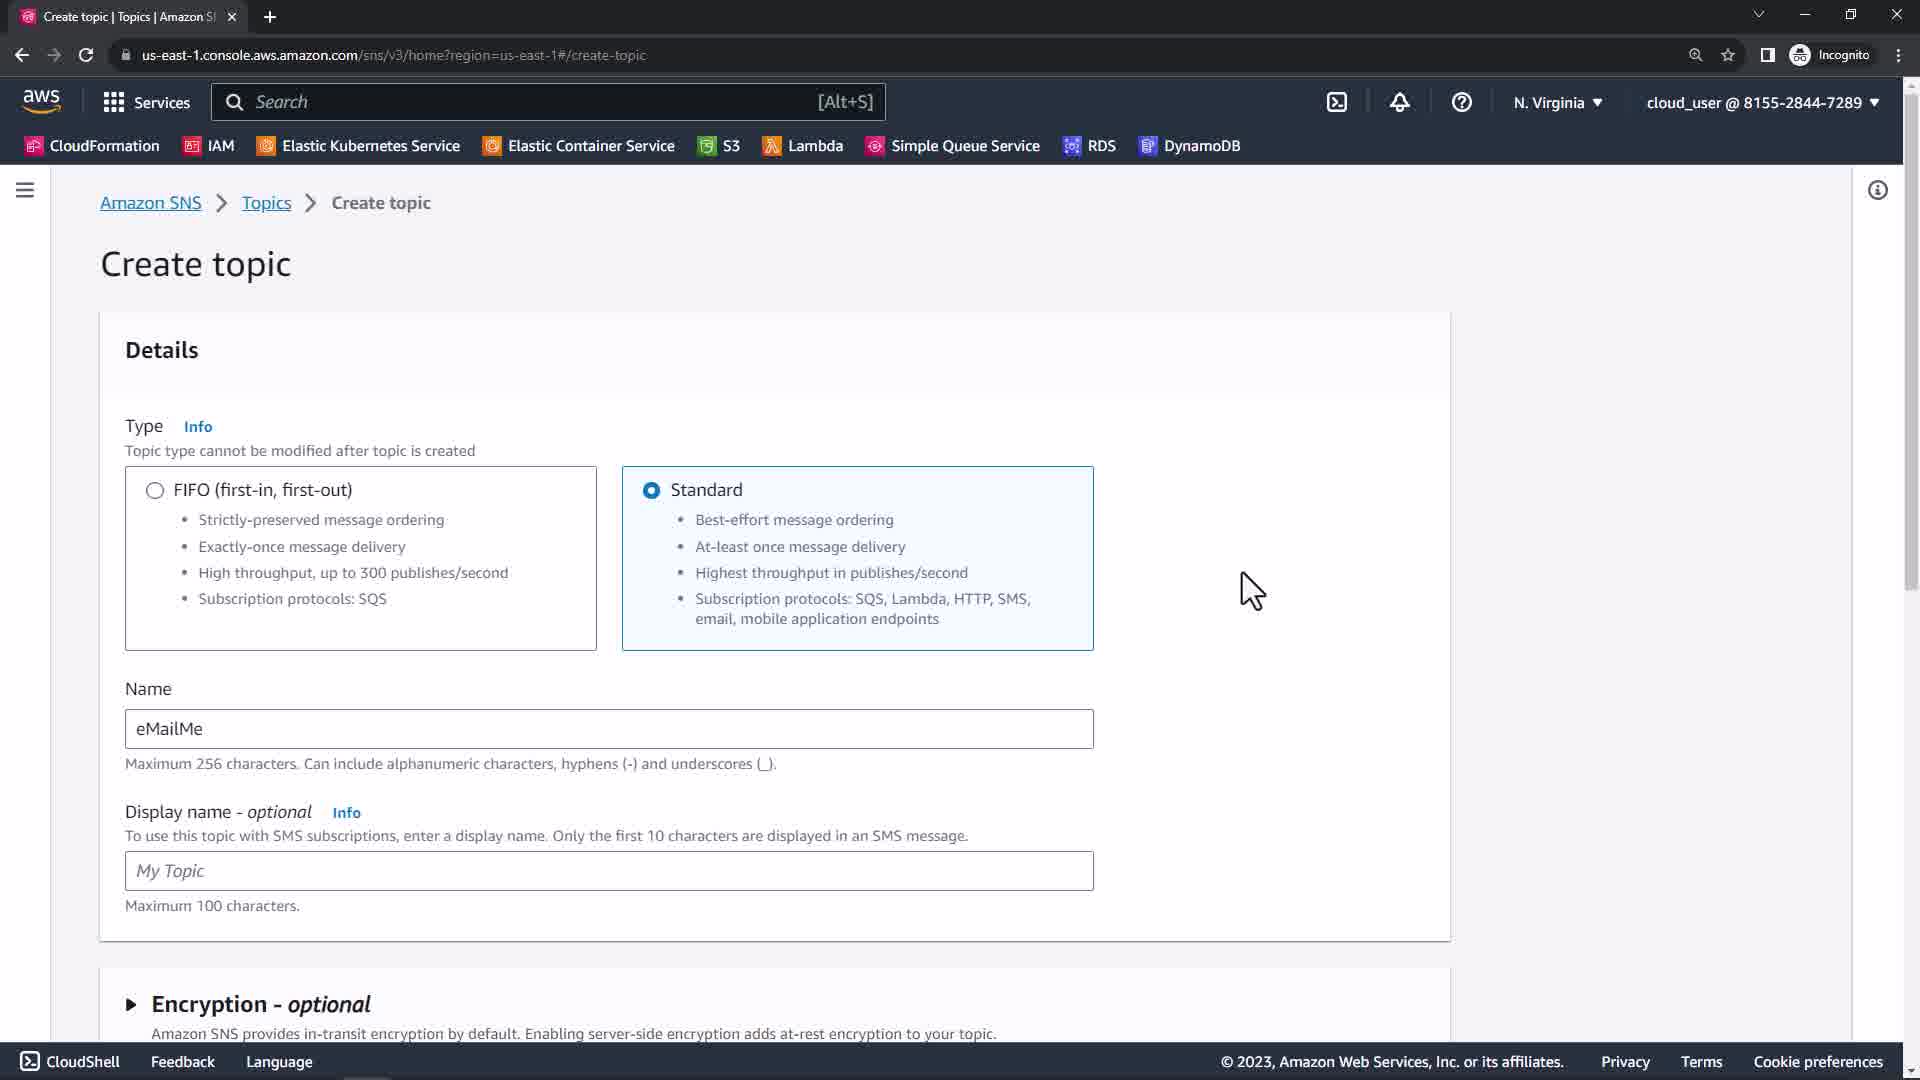 Create topic | Topics | Amazon S
us-east-1.console.aws.amazon.com/sns/v3/home?region=us-east-1#/create-topic
Incognito
aws
Services
Search
[Alt+S]
N. Virginia
cloud_user @ 8155-2844-7289
CloudFormation
IAM
Elastic Kubernetes Service
Elastic Container Service
S3
Lambda
Simple Queue Service
RDS
DynamoDB
Amazon SNS
Topics
Create topic
Create topic
Details
Type Info
Topic type cannot be modified after topic is created
FIFO (first-in, first-out)
• Strictly-preserved message ordering
• Exactly-once message delivery
• High throughput, up to 300 publishes/second
• Subscription protocols: SQS
Standard
• Best-effort message ordering
• At-least once message delivery
• Highest throughput in publishes/second
• Subscription protocols: SQS, Lambda, HTTP, SMS,
email, mobile application endpoints
Name
eMailMe
Maximum 256 characters. Can include alphanumeric characters, hyphens (-) and underscores (_).
Display name - optional Info
To use this topic with SMS subscriptions, enter a display name. Only the first 10 characters are displayed in an SMS message.
My Topic
Maximum 100 characters.
Encryption - optional
Amazon SNS provides in-transit encryption by default. Enabling server-side encryption adds at-rest encryption to your topic.
CloudShell
Feedback
Language
© 2023, Amazon Web Services, Inc. or its affiliates.
Privacy
Terms
Cookie preferences